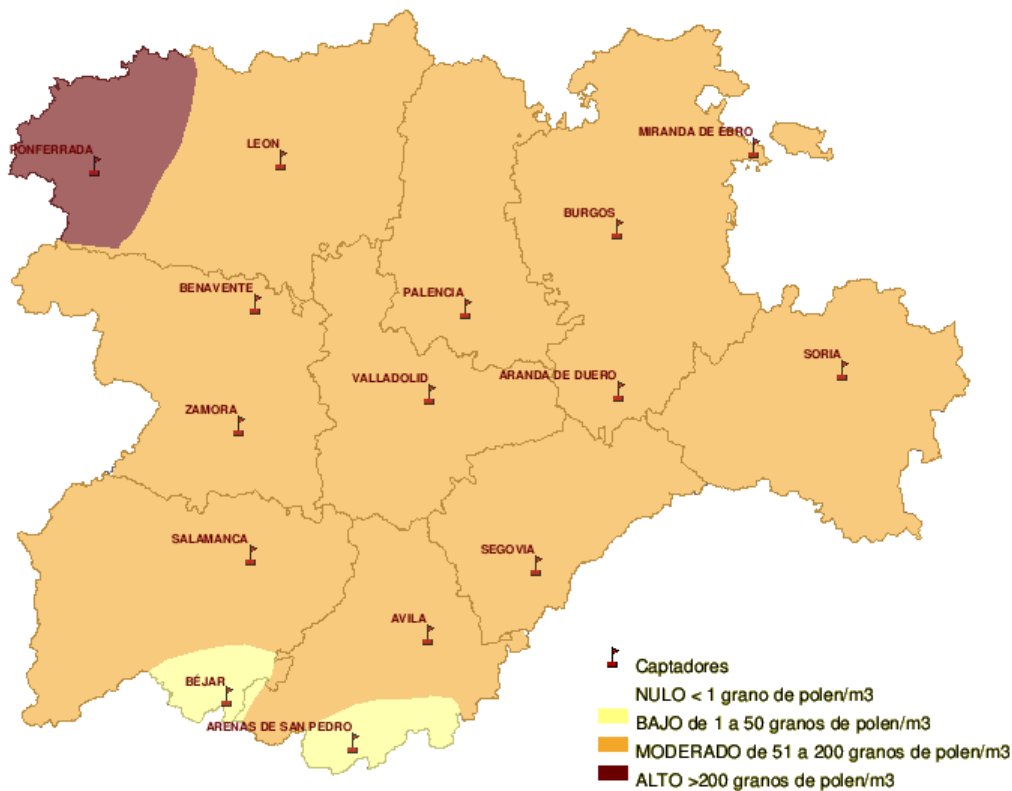 MIRANDA DE EBRO
PONFERRADA
LEON
BURGOS
BENAVENTE
PALENCIA
SORIA
VALLADOLID
ARANDA DE DUERO
ZAMORA
SALAMANCA
SEGOVIA
AVILA
BÉJAR
ARENAS DE SAN PEDRO
Captadores
NULO < 1 grano de polen/m3
BAJO de 1 a 50 granos de polen/m3
MODERADO de 51 a 200 granos de polen/m3
ALTO >200 granos de polen/m3